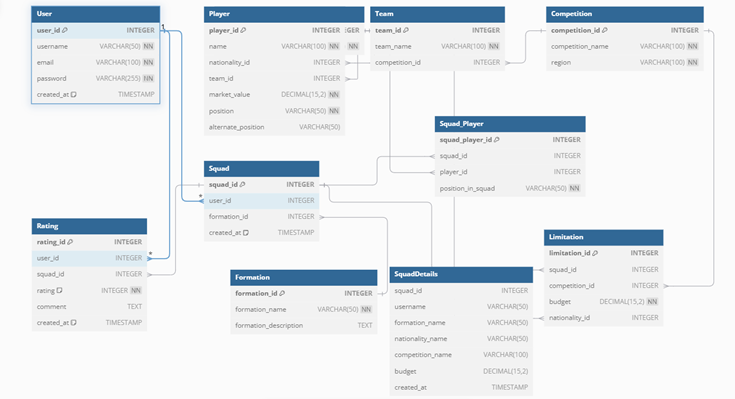 User
user_id INTEGER
username VARCHAR(50) NN
email VARCHAR(100) NN
password VARCHAR(255) NN
created_at TIMESTAMP
1
*
*
Player
player_id GER
name VARCHAR(100) NN NN
nationality_id INTEGER
team_id INTEGER
market_value DECIMAL(15,2) NN
position VARCHAR(50) NN
alternate_position VARCHAR(50)
Team
team_id INTEGER
team_name VARCHAR(100) NN
competition_id INTEGER
Competition
competition_id INTEGER
competition_name VARCHAR(100) NN
region VARCHAR(100) NN
Squad_Player
squad_player_id INTEGER
squad_id INTEGER
player_id INTEGER
position_in_squad VARCHAR(50) NN
Squad
squad_id INTEGER
user_id INTEGER
formation_id INTEGER
created_at TIMESTAMP
Rating
rating_id INTEGER
user_id INTEGER
squad_id INTEGER
rating INTEGER NN
comment TEXT
created_at TIMESTAMP
Formation
formation_id INTEGER
formation_name VARCHAR(50) NN
formation_description TEXT
SquadDetails
squad_id INTEGER
username VARCHAR(50)
formation_name VARCHAR(50)
nationality_name VARCHAR(50)
competition_name VARCHAR(100)
budget DECIMAL(15,2)
created_at TIMESTAMP
Limitation
limitation_id INTEGER
squad_id INTEGER
competition_id INTEGER
budget DECIMAL(15,2) NN
nationality_id INTEGER